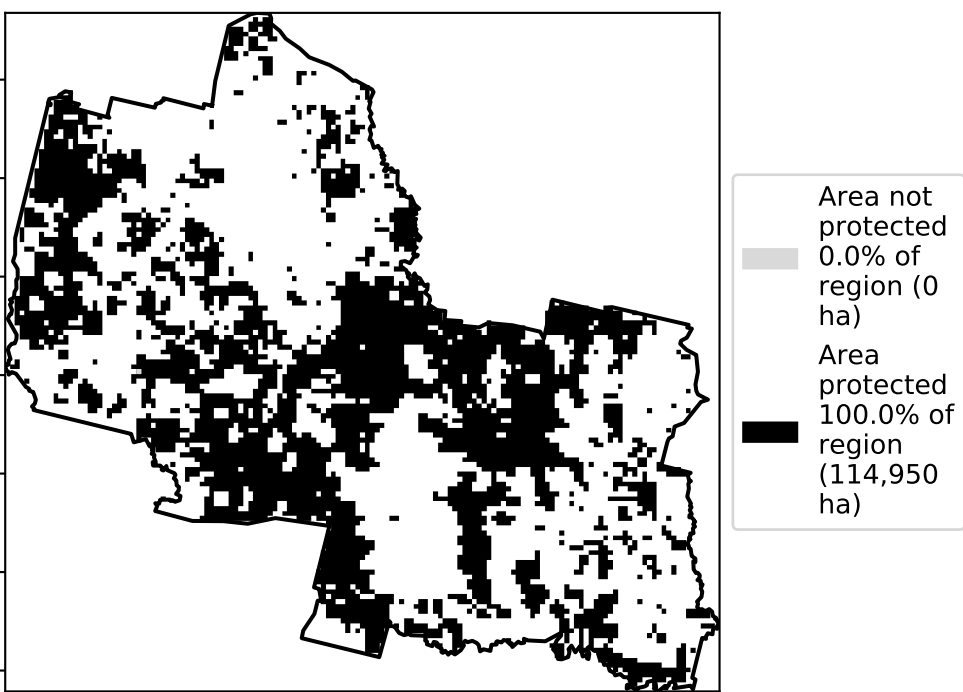 Area not
protected
0.0% of
region (0
ha)
Area
protected
100.0% of
region
(114,950
ha)